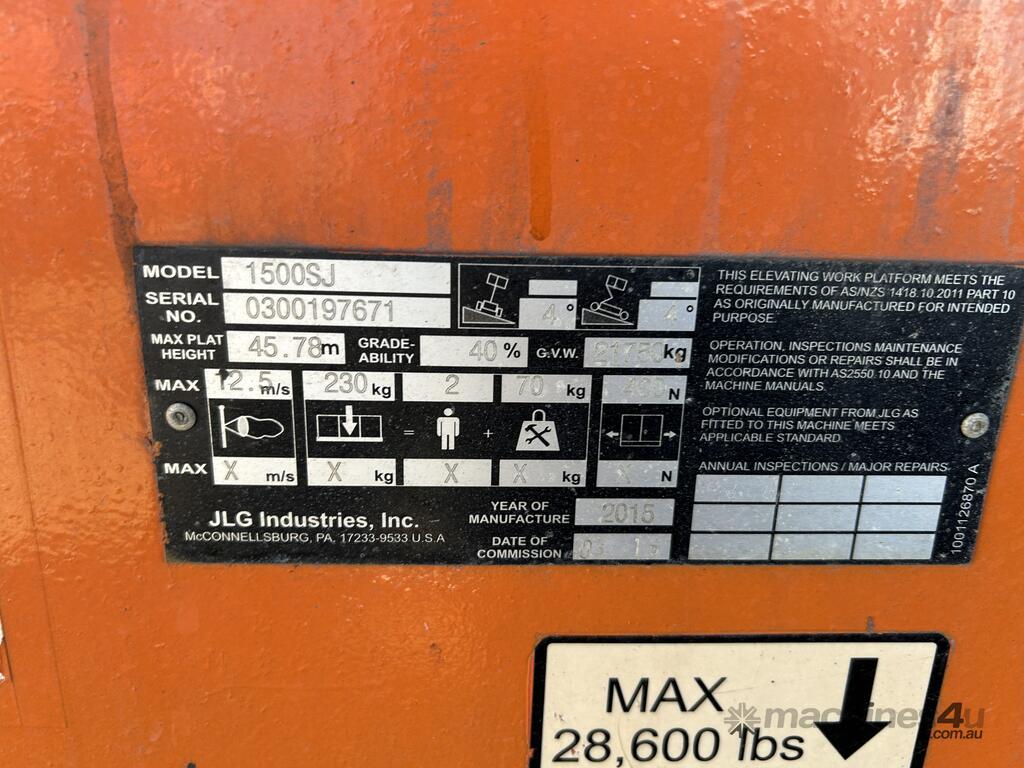 MODEL 1500SJ
SERIAL NO. 0300197671
4° 4°
MAX PLAT HEIGHT 45.78m GRADE-ABILITY 40% G.V.W. kg
MAX 12.5 m/s 230 kg 2 70 kg N
= +
MAX X m/s X kg X X kg X N
JLG Industries, Inc.
McCONNELLSBURG, PA, 17233-9533 U.S.A
YEAR OF MANUFACTURE 2015
DATE OF COMMISSION
THIS ELEVATING WORK PLATFORM MEETS THE
REQUIREMENTS OF AS/NZS 1418.10.2011 PART 10
AS ORIGINALLY MANUFACTURED FOR INTENDED
PURPOSE.
OPERATION, INSPECTIONS MAINTENANCE
MODIFICATIONS OR REPAIRS SHALL BE IN
ACCORDANCE WITH AS2550.10 AND THE
MACHINE MANUALS.
OPTIONAL EQUIPMENT FROM JLG AS
FITTED TO THIS MACHINE MEETS
APPLICABLE STANDARD.
ANNUAL INSPECTIONS / MAJOR REPAIRS
1001126870 A
MAX
28,600 lbs
machines4u
.com.au